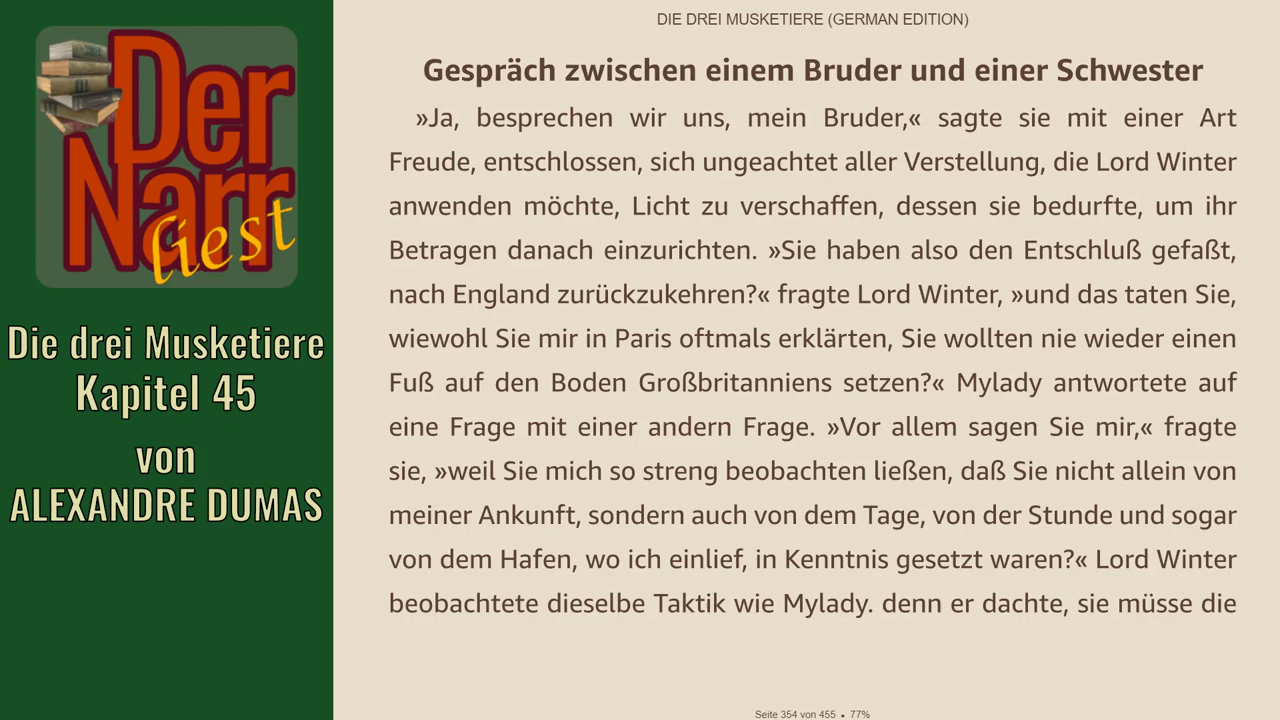 Der
Narr
liest
Die drei Musketiere
Kapitel 45
von
ALEXANDRE DUMAS
DIE DREI MUSKETIERE (GERMAN EDITION)
Gespräch zwischen einem Bruder und einer Schwester
»Ja, besprechen wir uns, mein Bruder,« sagte sie mit einer Art
Freude, entschlossen, sich ungeachtet aller Verstellung, die Lord Winter
anwenden möchte, Licht zu verschaffen, dessen sie bedurfte, um ihr
Betragen danach einzurichten. »Sie haben also den Entschluß gefaßt,
nach England zurückzukehren?« fragte Lord Winter, »und das taten Sie,
wiewohl Sie mir in Paris oftmals erklärten, Sie wollten nie wieder einen
Fuß auf den Boden Großbritanniens setzen?« Mylady antwortete auf
eine Frage mit einer andern Frage. »Vor allem sagen Sie mir,« fragte
sie, »weil Sie mich so streng beobachten ließen, daß Sie nicht allein von
meiner Ankunft, sondern auch von dem Tage, von der Stunde und sogar
von dem Hafen, wo ich einlief, in Kenntnis gesetzt waren?« Lord Winter
beobachtete dieselbe Taktik wie Mylady. denn er dachte, sie müsse die
Seite 354 von 455 • 77%